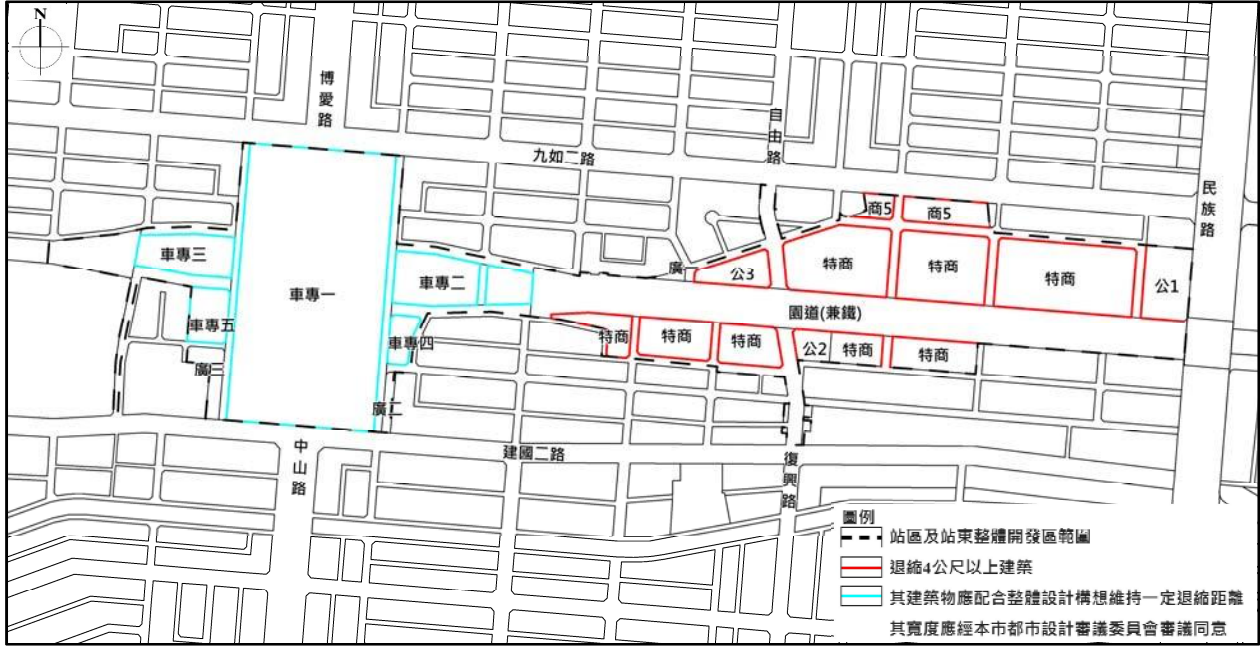 N
博愛路
自由路
九如二路
民族路
商5
商5
車專三
車專二
車專一
廣一
公3
特商
特商
特商
公1
園道(兼鐵)
車專五
車專四
特商
特商
特商
公2
特商
特商
廣三
廣二
中山路
建國二路
復興路
圖例
站區及站東整體開發區範圍
退縮4公尺以上建築
其建築物應配合整體設計構想維持一定退縮距離
其寬度應經本市都市設計審議委員會審議同意